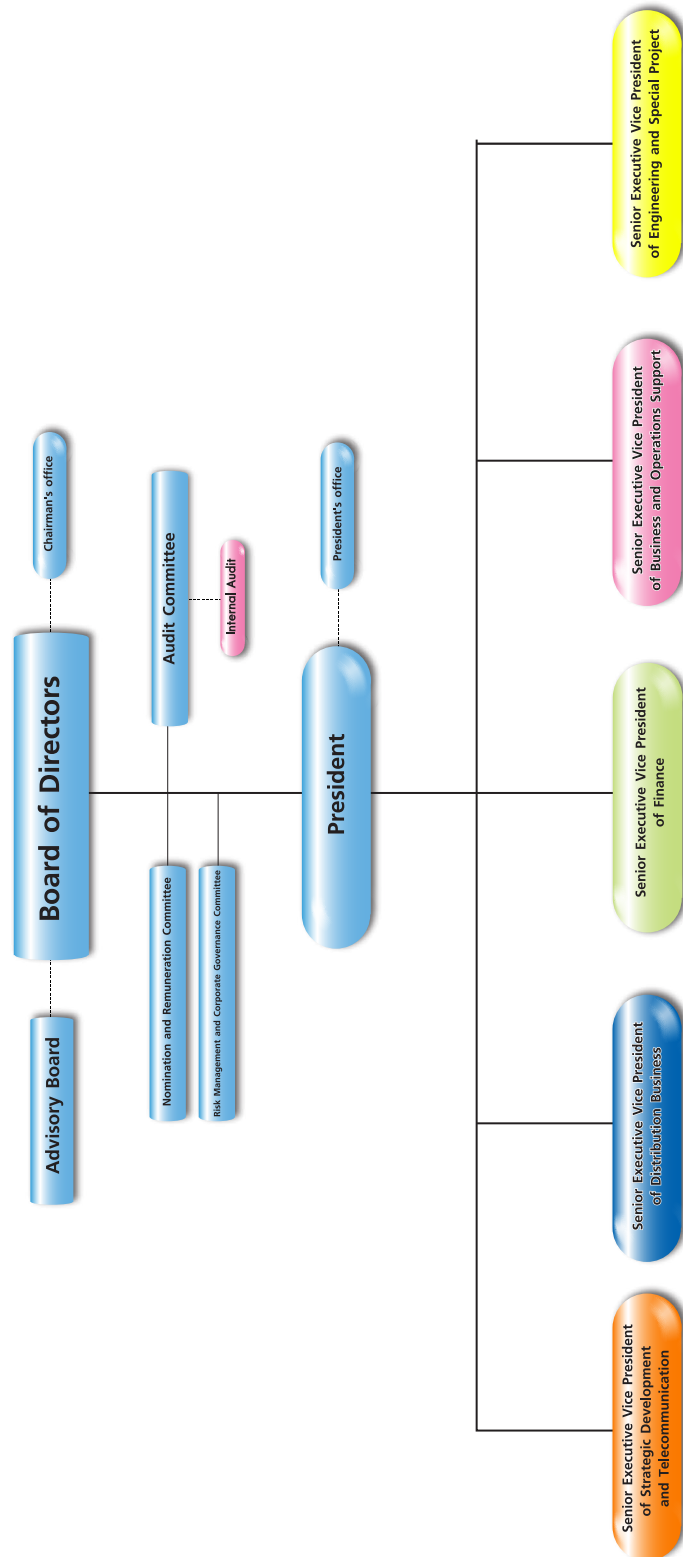 Board of Directors
Advisory Board
Chairman's office
Nomination and Remuneration Committee
Audit Committee
Risk Management and Corporate Governance Committee
Internal Audit
President
President's office
Senior Executive Vice President
of Strategic Development
and Telecommunication
Senior Executive Vice President
of Distribution Business
Senior Executive Vice President
of Finance
Senior Executive Vice President
of Business and Operations Support
Senior Executive Vice President
of Engineering and Special Project